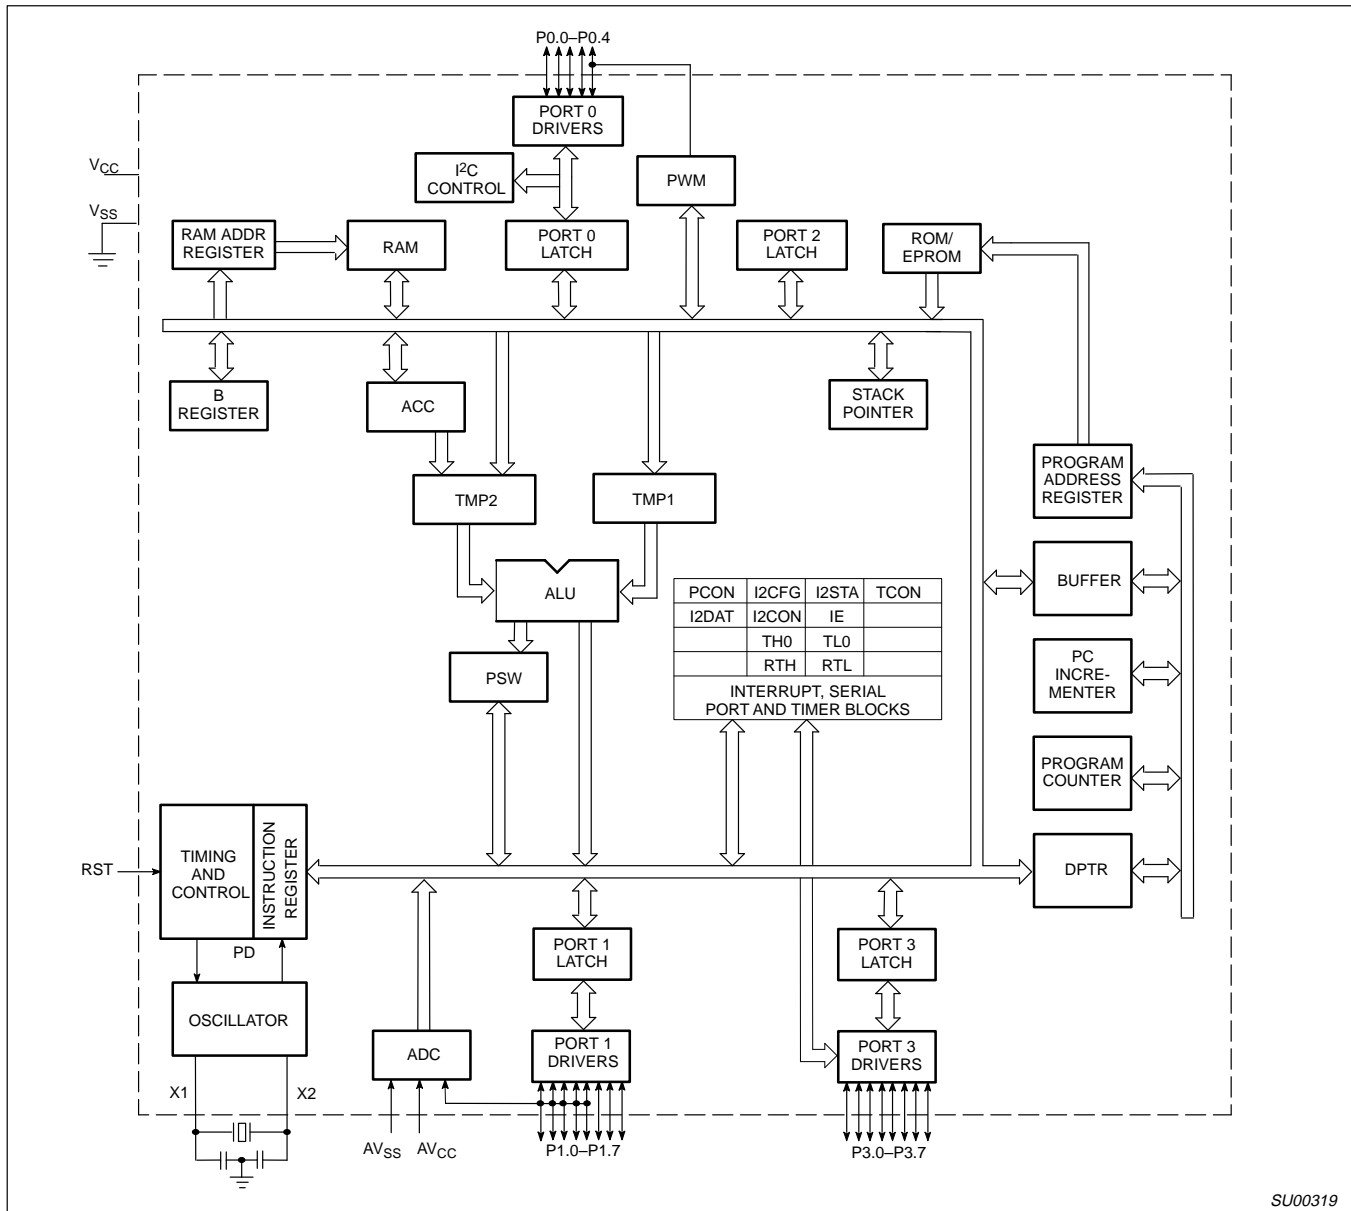 P0.0–P0.4
PORT 0
DRIVERS
VCC
I²C
CONTROL
PWM
VSS
RAM ADDR
REGISTER
RAM
PORT 0
LATCH
PORT 2
LATCH
ROM/
EPROM
B
REGISTER
ACC
STACK
POINTER
PROGRAM
ADDRESS
REGISTER
TMP2
TMP1
BUFFER
ALU
PCON I2CFG I2STA TCON
I2DAT I2CON IE
TH0 TL0
RTH RTL
INTERRUPT, SERIAL
PORT AND TIMER BLOCKS
PSW
PC
INCRE-
MENTER
PROGRAM
COUNTER
RST
TIMING
AND
CONTROL
INSTRUCTION
REGISTER
DPTR
PD
PORT 1
LATCH
PORT 3
LATCH
OSCILLATOR
ADC
PORT 1
DRIVERS
PORT 3
DRIVERS
X1
X2
AVSS
AVCC
P1.0–P1.7
P3.0–P3.7
SU00319